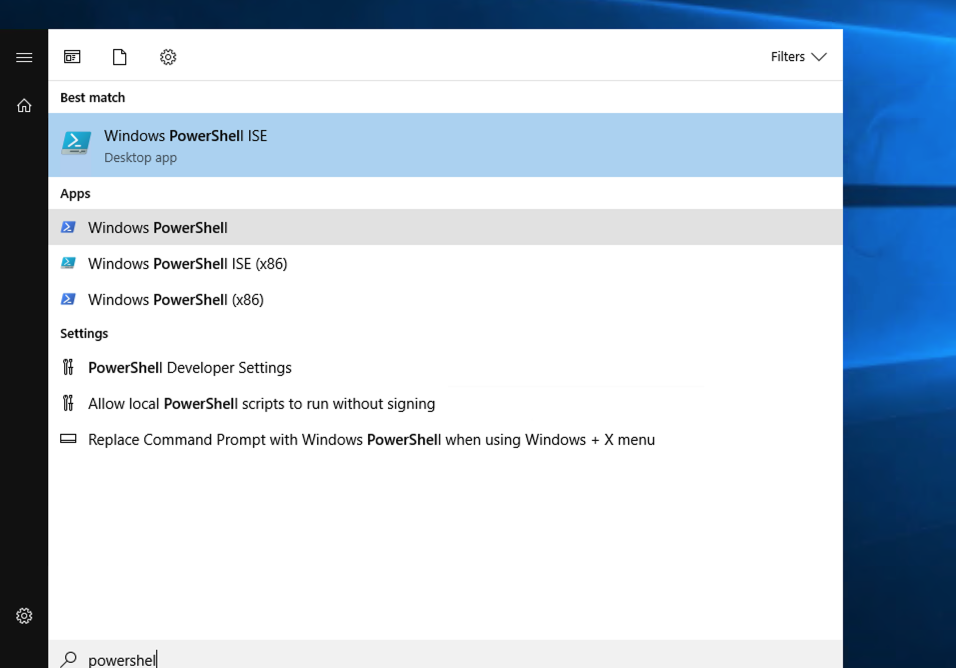 Filters
Best match
Windows PowerShell ISE
Desktop app
Apps
Windows PowerShell
Windows PowerShell ISE (x86)
Windows PowerShell (x86)
Settings
PowerShell Developer Settings
Allow local PowerShell scripts to run without signing
Replace Command Prompt with Windows PowerShell when using Windows + X menu
powershel